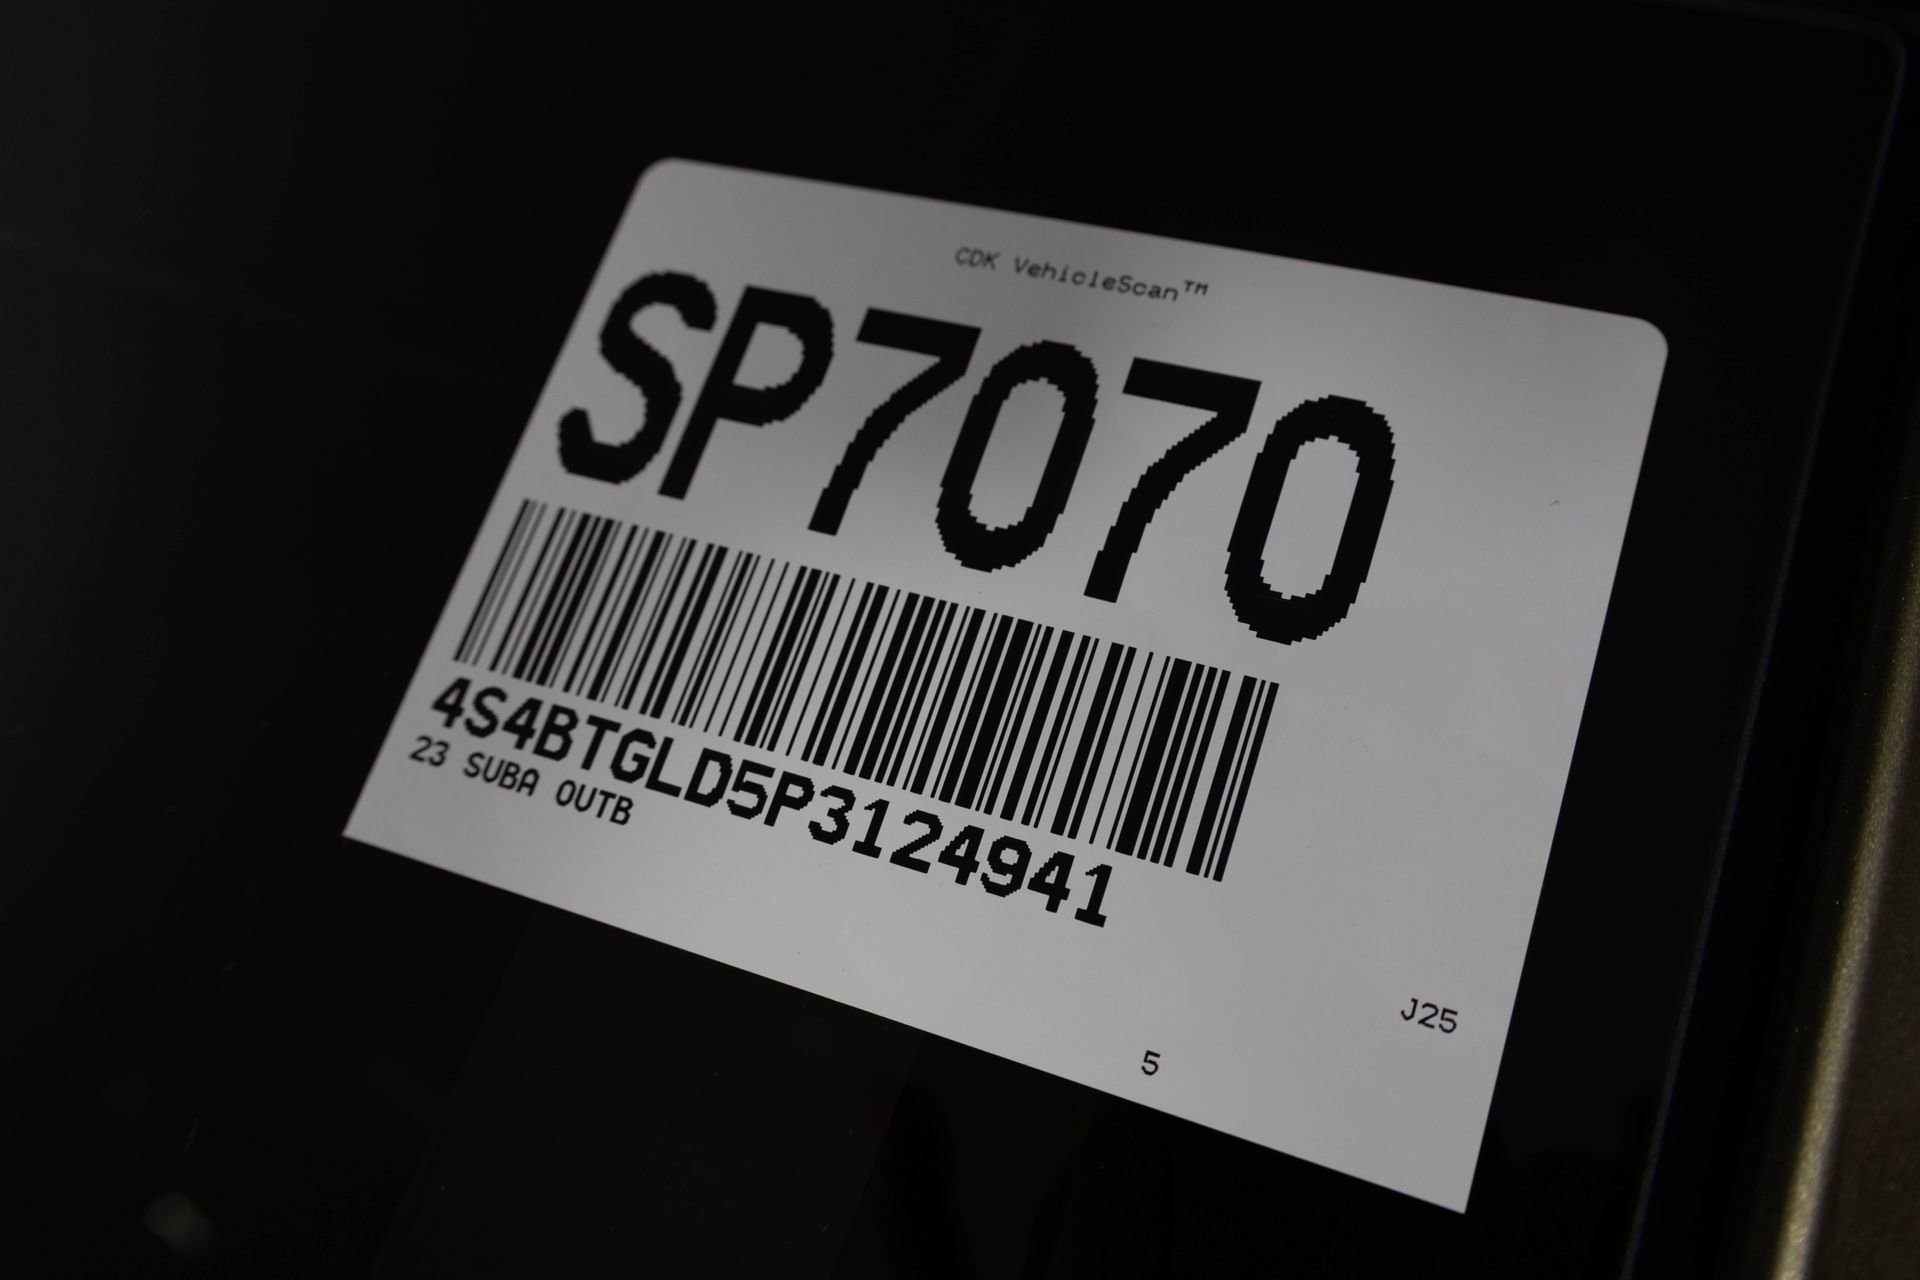 CDK VehicleScan™
SP7070
4S4BTGLD5P3124941
23 SUBA OUTB
J25
5